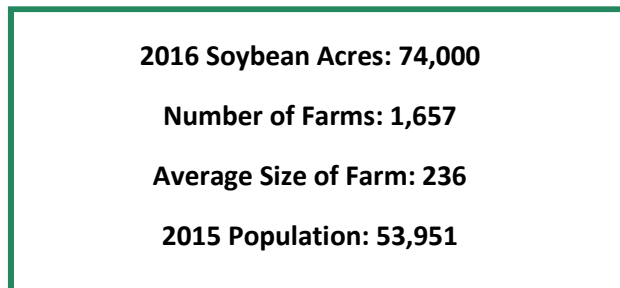 2016 Soybean Acres: 74,000
Number of Farms: 1,657
Average Size of Farm: 236
2015 Population: 53,951